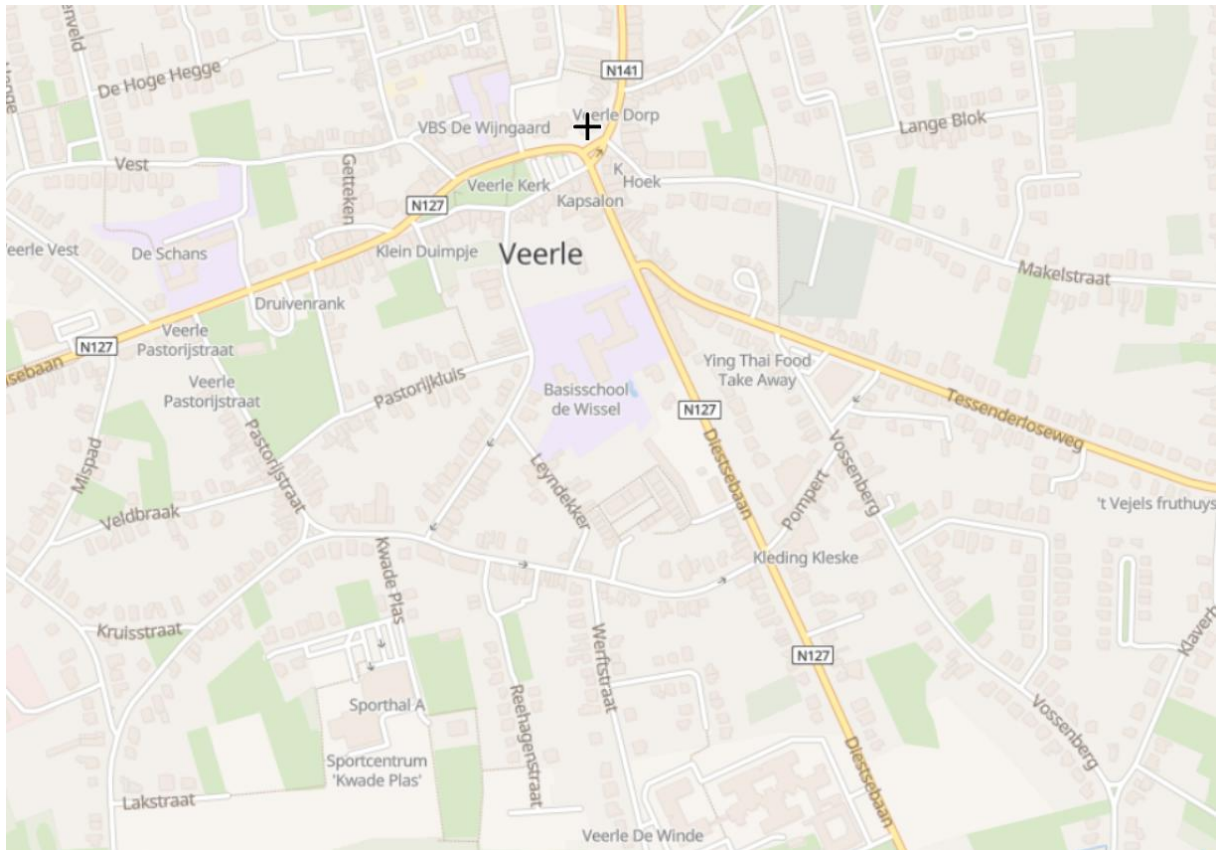 De Hoge Hegge
N141
Veerle Dorp
VBS De Wijngaard
Lange Blok
Vest
Getteken
K
Hoek
Veerle Kerk
Kapsalon
N127
De Schans
Klein Duimpje
Veerle
Makelstraat
Druivenrank
Veerle
Pastorijstraat
N127
Ying Thai Food
Take Away
Veerle
Pastorijstraat
Pastorijkluis
Basisschool
de Wissel
N127
Tessenderloseweg
Diestsebaan
Vossenberg
Mispad
Pastorijstraat
Leyndekker
Pompert
't Vejels fruthuys
Veldbraak
Kwade Plas
Kleding Kleske
Kruisstraat
Werftstraat
N127
Reehagenstraat
Sporthal A
Vossenberg
Sportcentrum
'Kwade Plas'
Diestsebaan
Lakstraat
Veerle De Winde